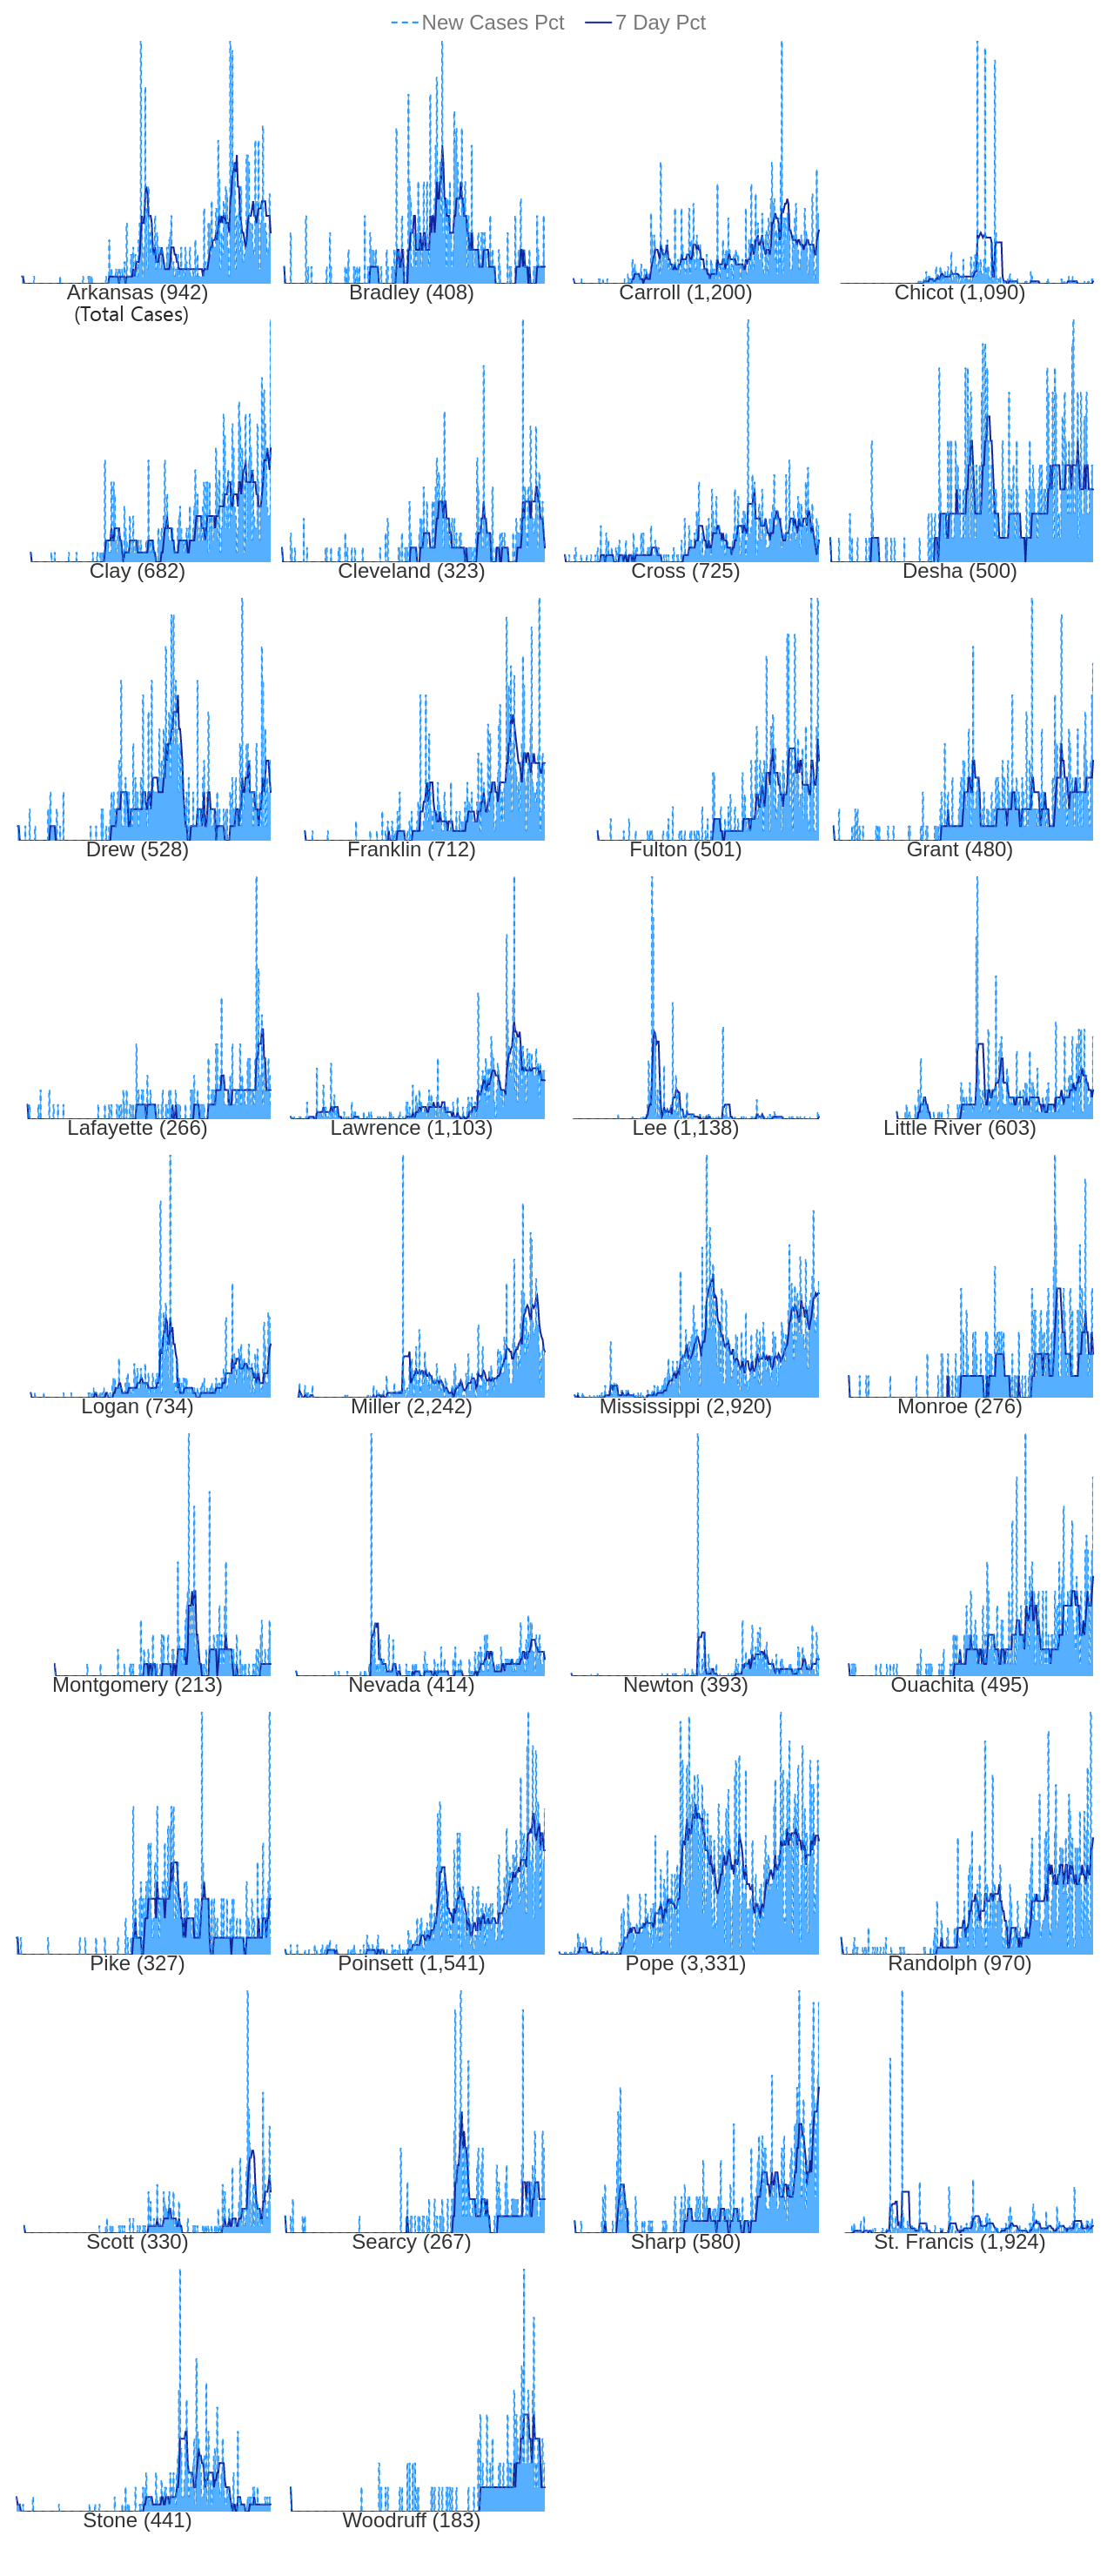 New Cases Pct 7 Day Pct
Arkansas (942) Bradley (408) Carroll (1,200) Chicot (1,090)
(Total Cases)
Clay (682) Cleveland (323) Cross (725) Desha (500)
Drew (528) Franklin (712) Fulton (501) Grant (480)
Lafayette (266) Lawrence (1,103) Lee (1,138) Little River (603)
Logan (734) Miller (2,242) Mississippi (2,920) Monroe (276)
Montgomery (213) Nevada (414) Newton (393) Ouachita (495)
Pike (327) Poinsett (1,541) Pope (3,331) Randolph (970)
Scott (330) Searcy (267) Sharp (580) St. Francis (1,924)
Stone (441) Woodruff (183)